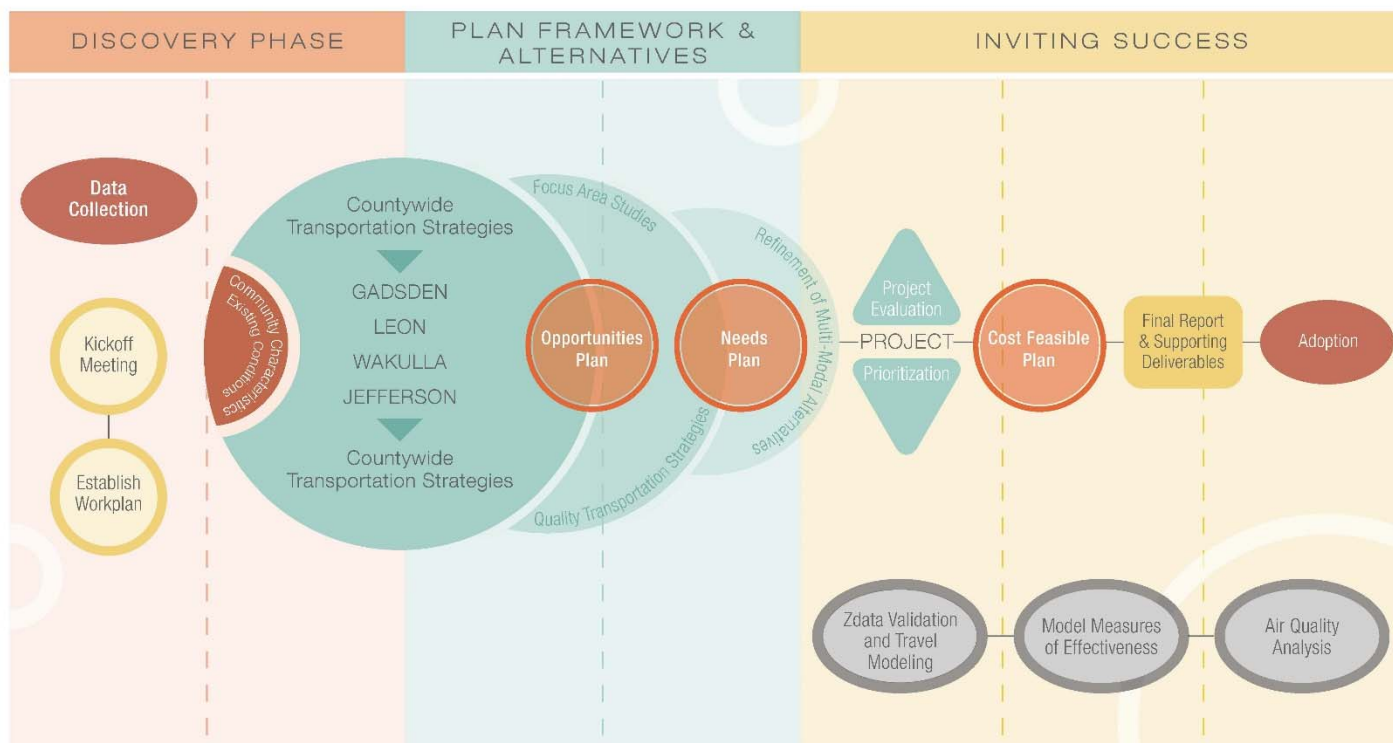 DISCOVERY PHASE
PLAN FRAMEWORK &
ALTERNATIVES
INVITING SUCCESS
Data
Collection
Kickoff
Meeting
Establish
Workplan
Community Characteristics
Existing Conditions
Countywide
Transportation Strategies
GADSDEN
LEON
WAKULLA
JEFFERSON
Countywide
Transportation Strategies
Focus Area Studies
Opportunities
Plan
Quality Transportation Strategies
Needs
Plan
Refinement of Multi-Modal Alternatives
Project
Evaluation
PROJECT
Prioritization
Cost Feasible
Plan
Final Report
& Supporting
Deliverables
Adoption
Zdata Validation
and Travel
Modeling
Model Measures
of Effectiveness
Air Quality
Analysis